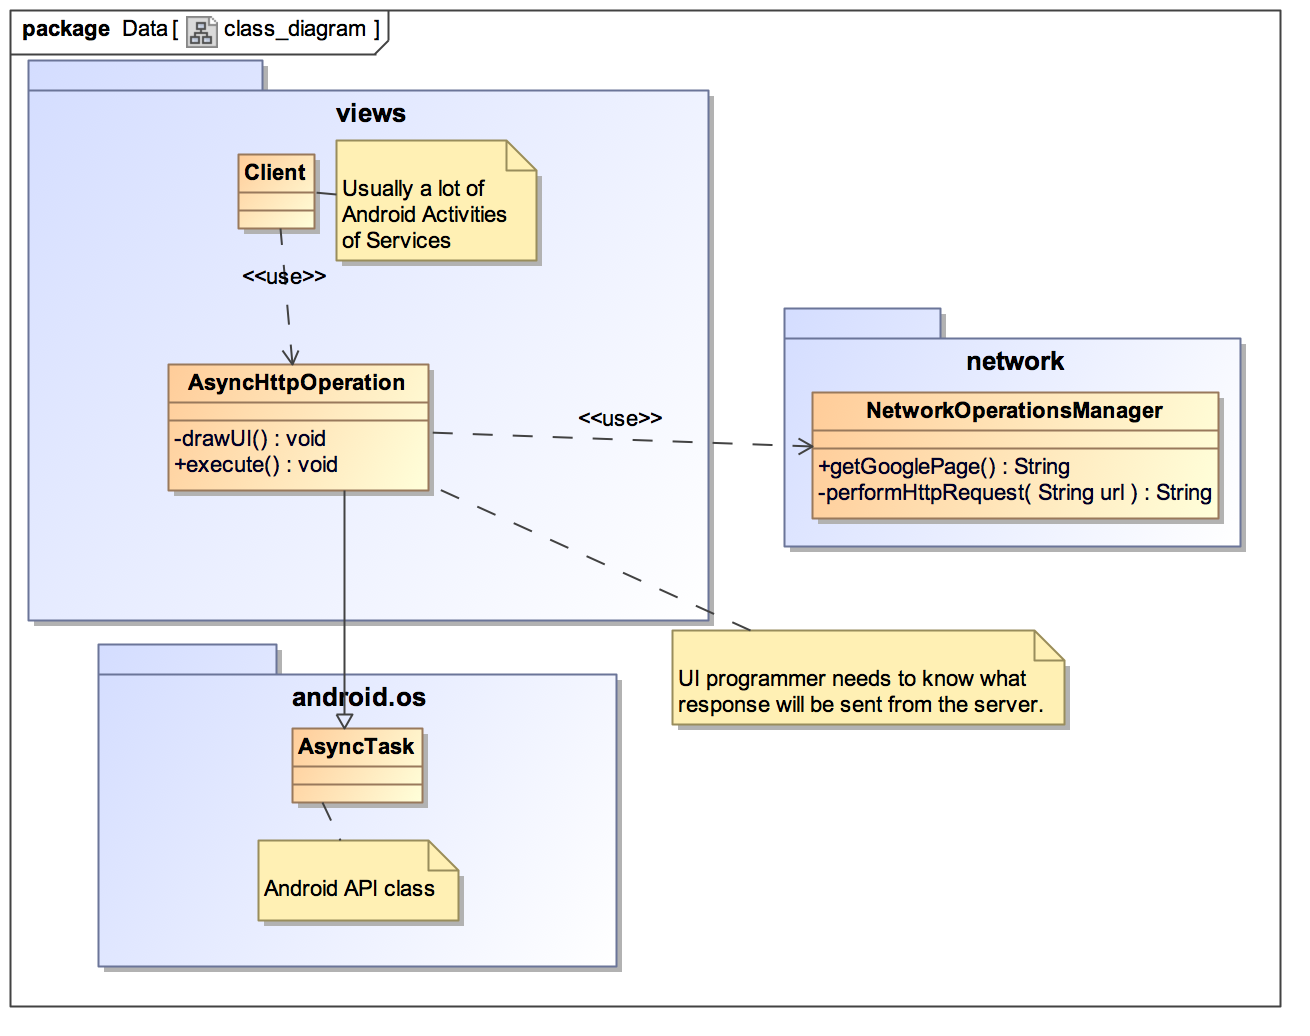 package Data [ class_diagram ]
views
Client
Usually a lot of
Android Activities
of Services
<<use>>
AsyncHttpOperation
-drawUI() : void
+execute() : void
<<use>>
network
NetworkOperationsManager
+getGooglePage() : String
-performHttpRequest( String url ) : String
UI programmer needs to know what
response will be sent from the server.
android.os
AsyncTask
Android API class